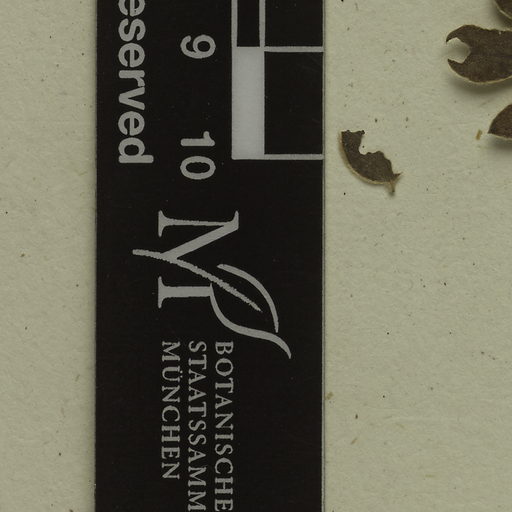 eserved
9 10
M
BOTANISCHE
STAATSSAMM
MÜNCHEN